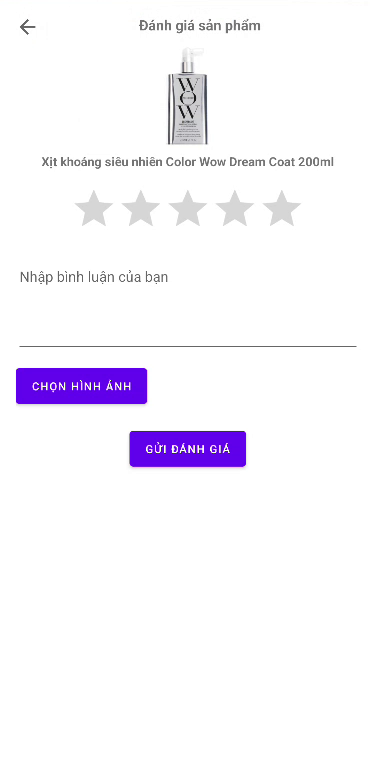 Đánh giá sản phẩm
WOW
Xịt khoáng siêu nhiên Color Wow Dream Coat 200ml
Nhập bình luận của bạn
CHỌN HÌNH ẢNH
GỬI ĐÁNH GIÁ